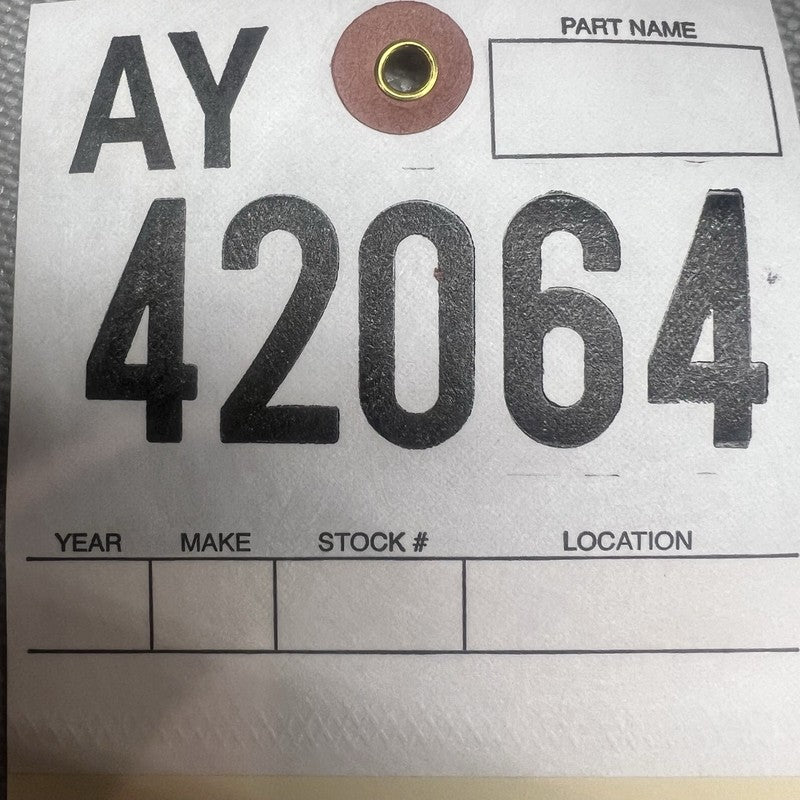 AY
PART NAME
42064
YEAR MAKE STOCK # LOCATION